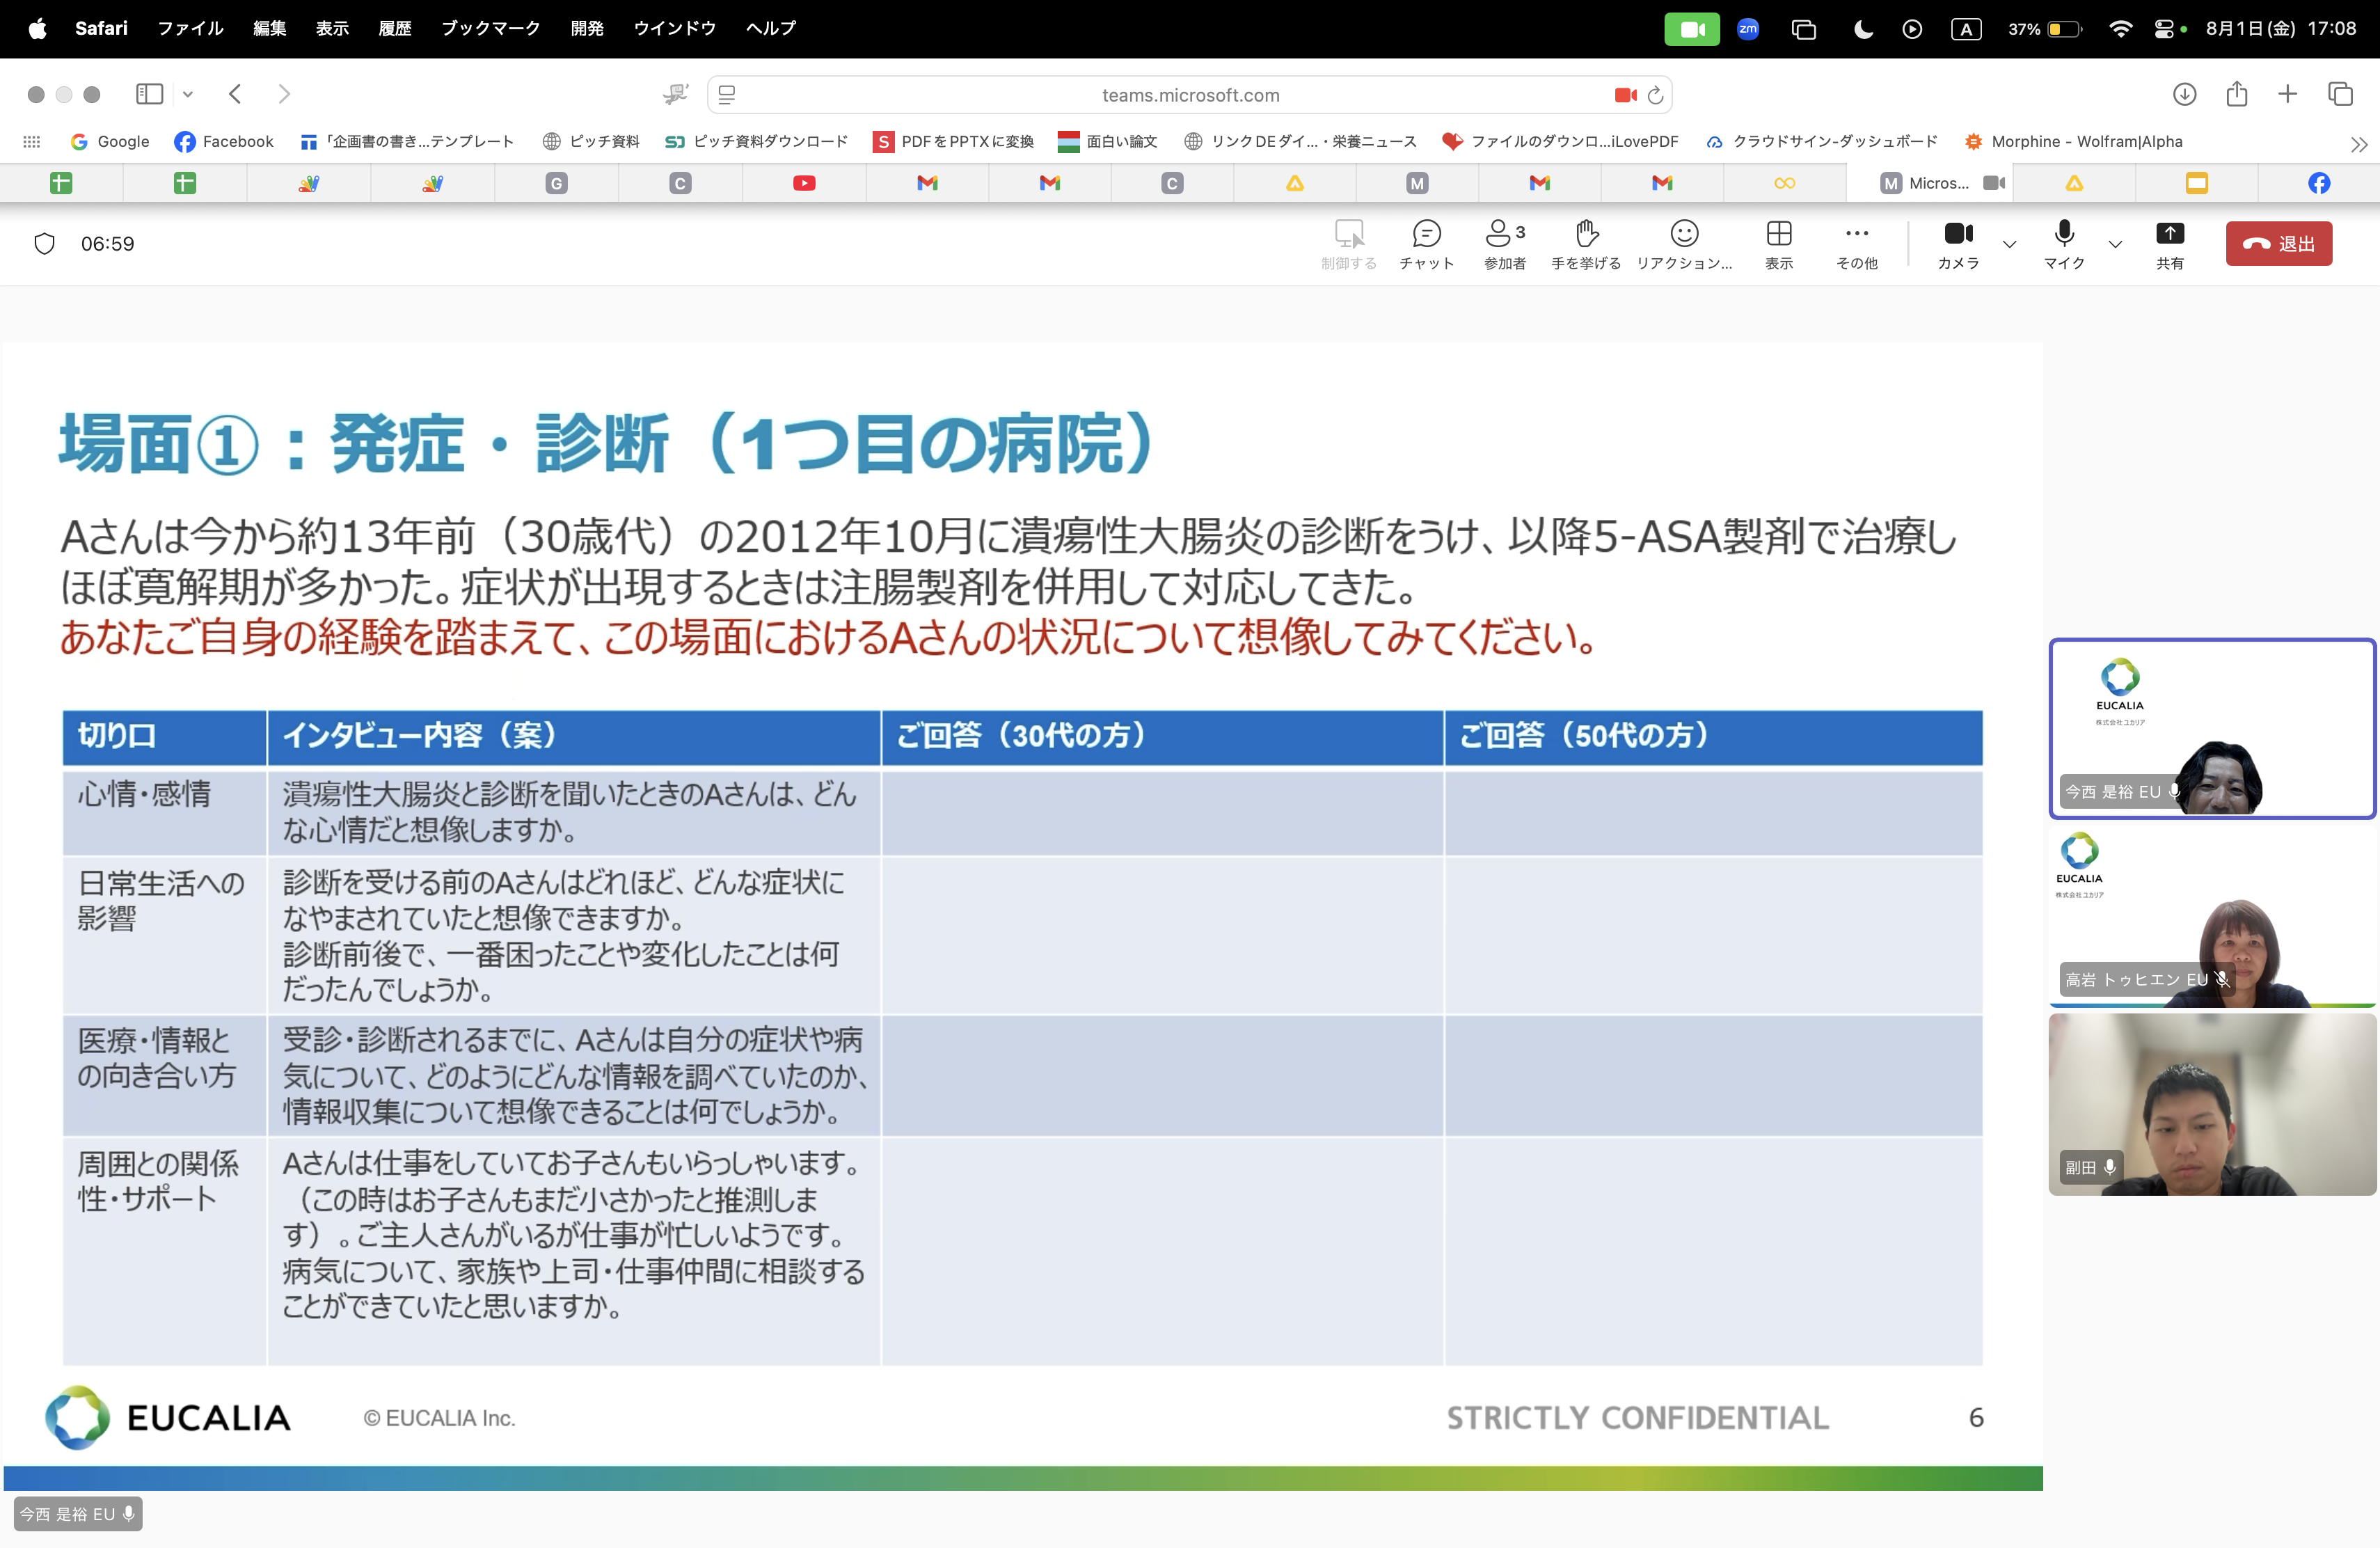 Safari ファイル 編集 表示 履歴 ブックマーク 開発 ウインドウ ヘルプ zm A 37% 8月1日(金) 17:08
teams.microsoft.com
Google Facebook 「企画書の書き...テンプレート ピッチ資料 ピッチ資料ダウンロード S PDFをPPTXに変換 面白い論文 リンクDEダイ...・栄養ニュース ファイルのダウンロ...iLovePDF クラウドサイン-ダッシュボード Morphine - Wolfram|Alpha
G C C M M Micros...
06:59
制御する チャット 3 参加者 手を挙げる リアクション... 表示 その他 カメラ マイク 共有 退出
場面①：発症・診断（1つ目の病院）
Aさんは今から約13年前（30歳代）の2012年10月に潰瘍性大腸炎の診断をうけ、以降5-ASA製剤で治療し
ほぼ寛解期が多かった。症状が出現するときは注腸製剤を併用して対応してきた。
あなたご自身の経験を踏まえて、この場面におけるAさんの状況について想像してみてください。
切り口 インタビュー内容（案） ご回答（30代の方） ご回答（50代の方）
心情・感情
潰瘍性大腸炎と診断を聞いたときのAさんは、どん
な心情だと想像しますか。
日常生活への
影響
診断を受ける前のAさんはどれほど、どんな症状に
なやまされていたと想像できますか。
診断前後で、一番困ったことや変化したことは何
だったんでしょうか。
医療・情報と
の向き合い方
受診・診断されるまでに、Aさんは自分の症状や病
気について、どのようにどんな情報を調べていたのか、
情報収集について想像できることは何でしょうか。
周囲との関係
性・サポート
Aさんは仕事をしていてお子さんもいらっしゃいます。
（この時はお子さんもまだ小さかったと推測しま
す）。ご主人さんがいるが仕事が忙しいようです。
病気について、家族や上司・仕事仲間に相談する
ことができていたと思いますか。
EUCALIA © EUCALIA Inc. STRICTLY CONFIDENTIAL 6
今西 是裕 EU
EUCALIA
株式会社ユカリア
今西 是裕 EU
EUCALIA
株式会社ユカリア
高岩 トゥヒエン EU
副田